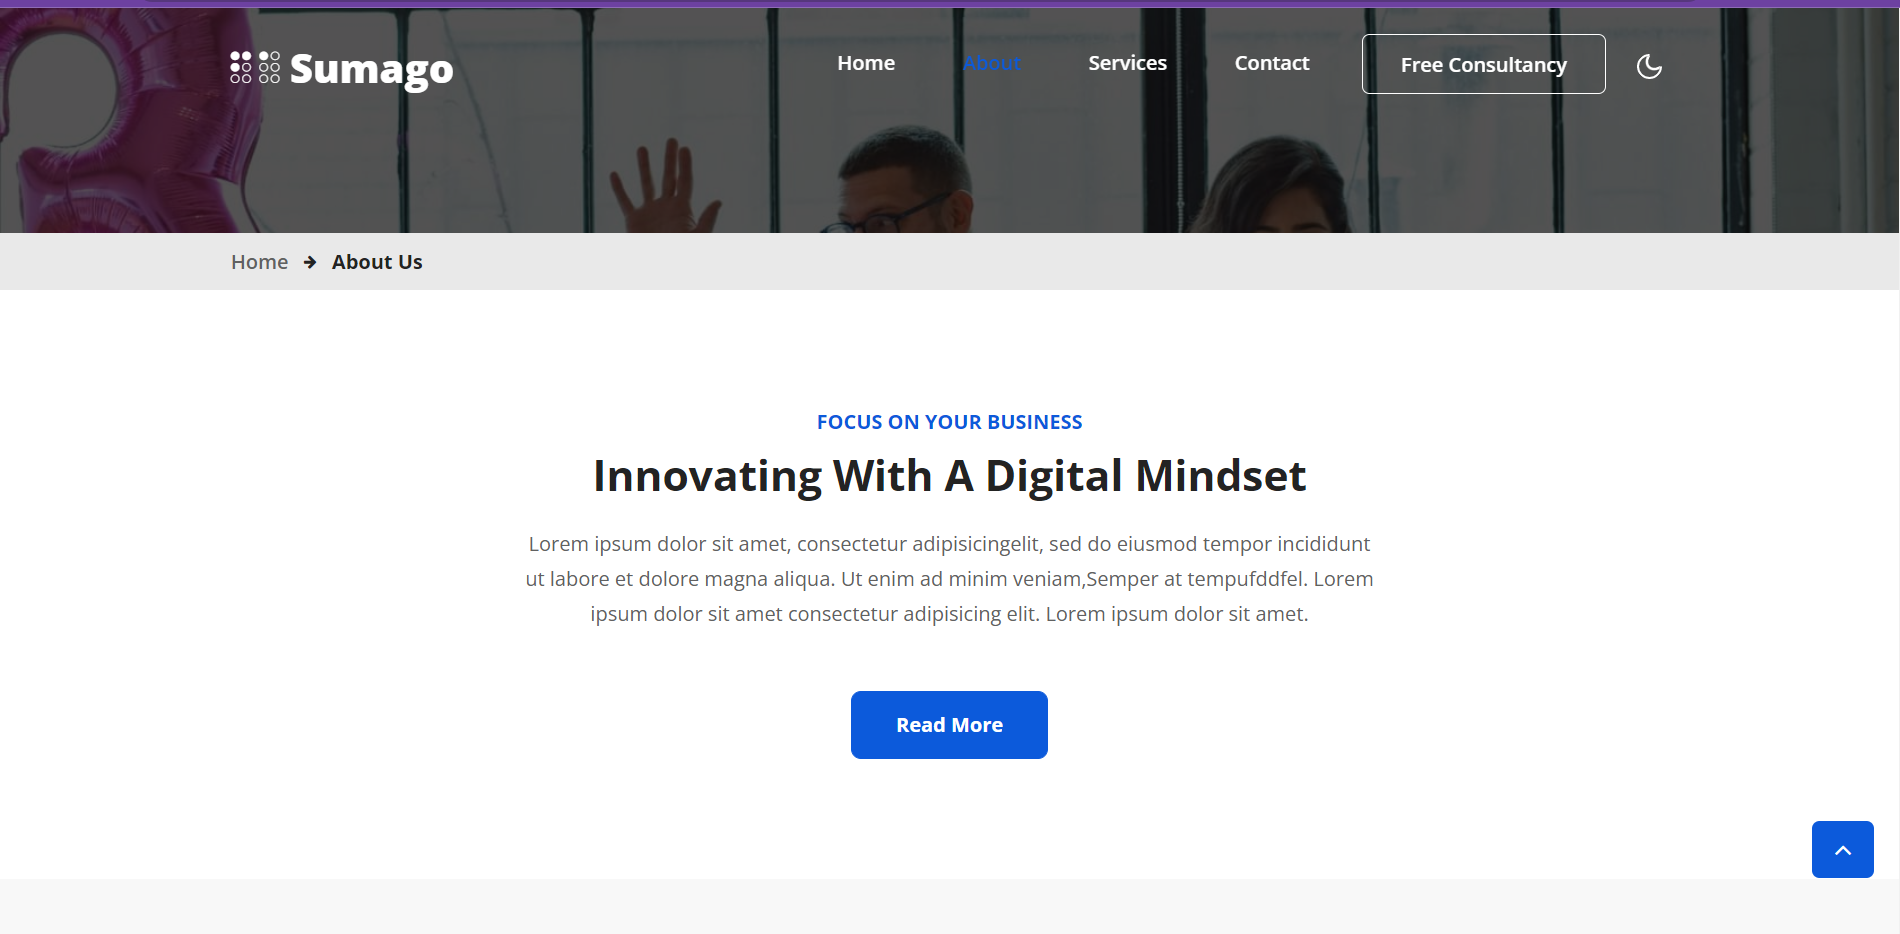 Sumago
Home About Services Contact Free Consultancy
Home → About Us
FOCUS ON YOUR BUSINESS
Innovating With A Digital Mindset
Lorem ipsum dolor sit amet, consectetur adipisicingelit, sed do eiusmod tempor incididunt
ut labore et dolore magna aliqua. Ut enim ad minim veniam,Semper at tempufddfel. Lorem
ipsum dolor sit amet consectetur adipisicing elit. Lorem ipsum dolor sit amet.
Read More